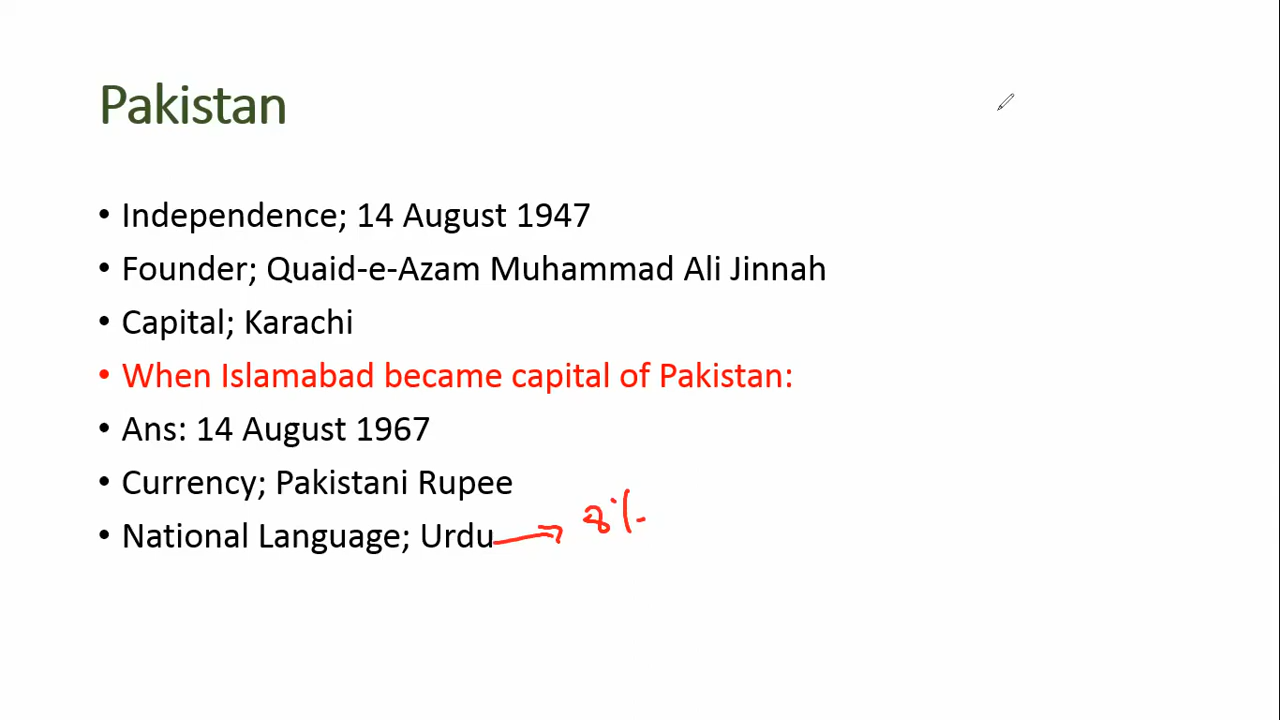 Pakistan
• Independence; 14 August 1947
• Founder; Quaid-e-Azam Muhammad Ali Jinnah
• Capital; Karachi
• When Islamabad became capital of Pakistan:
• Ans: 14 August 1967
• Currency; Pakistani Rupee
• National Language; Urdu → 8%